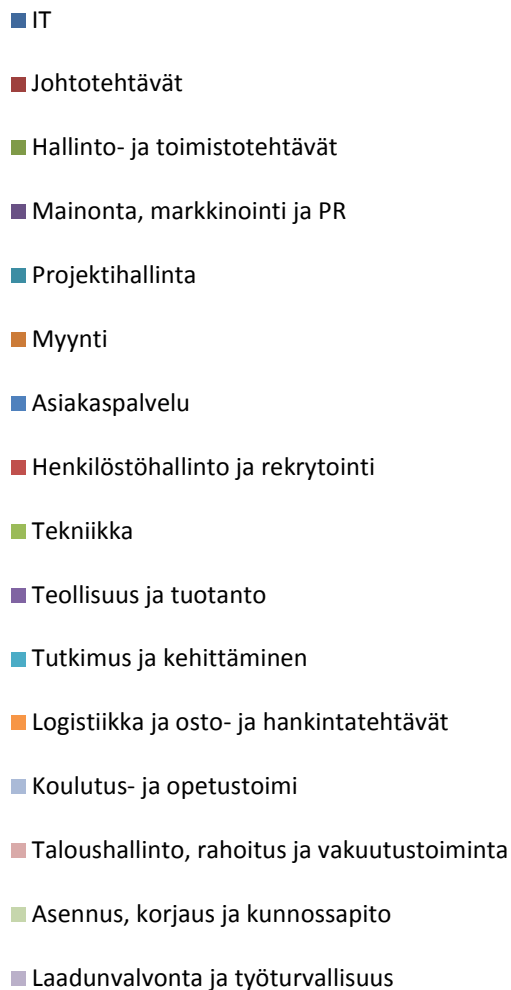 IT
Johtotehtävät
Hallinto- ja toimistotehtävät
Mainonta, markkinointi ja PR
Projektihallinta
Myynti
Asiakaspalvelu
Henkilöstöhallinto ja rekrytointi
Tekniikka
Teollisuus ja tuotanto
Tutkimus ja kehittäminen
Logistiikka ja osto- ja hankintatehtävät
Koulutus- ja opetustoimi
Taloushallinto, rahoitus ja vakuutustoiminta
Asennus, korjaus ja kunnossapito
Laadunvalvonta ja työturvallisuus